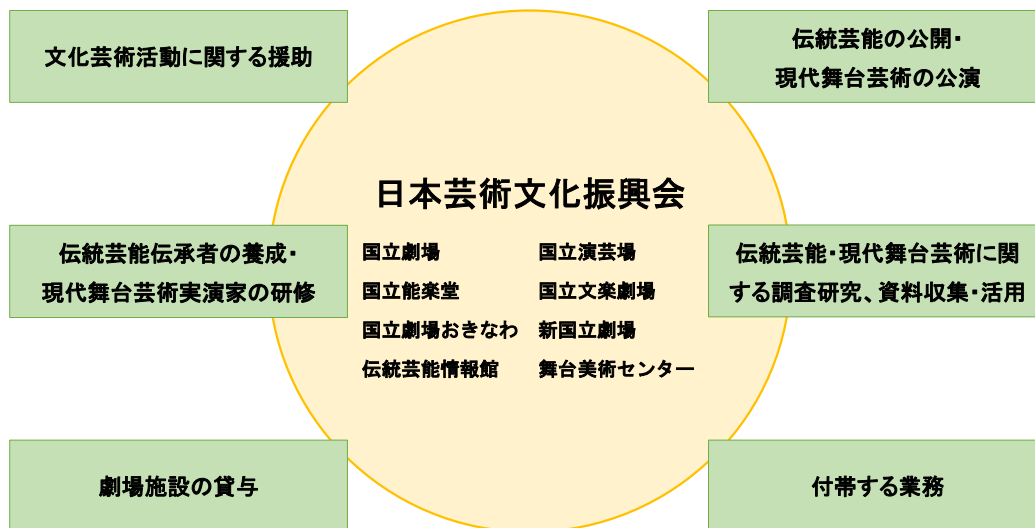 文化芸術活動に関する援助
伝統芸能の公開・
現代舞台芸術の公演
日本芸術文化振興会
伝統芸能伝承者の養成・
現代舞台芸術実演家の研修
国立劇場
国立演芸場
国立能楽堂
国立文楽劇場
国立劇場おきなわ
新国立劇場
伝統芸能情報館
舞台美術センター
伝統芸能・現代舞台芸術に関
する調査研究、資料収集・活用
劇場施設の貸与
付帯する業務